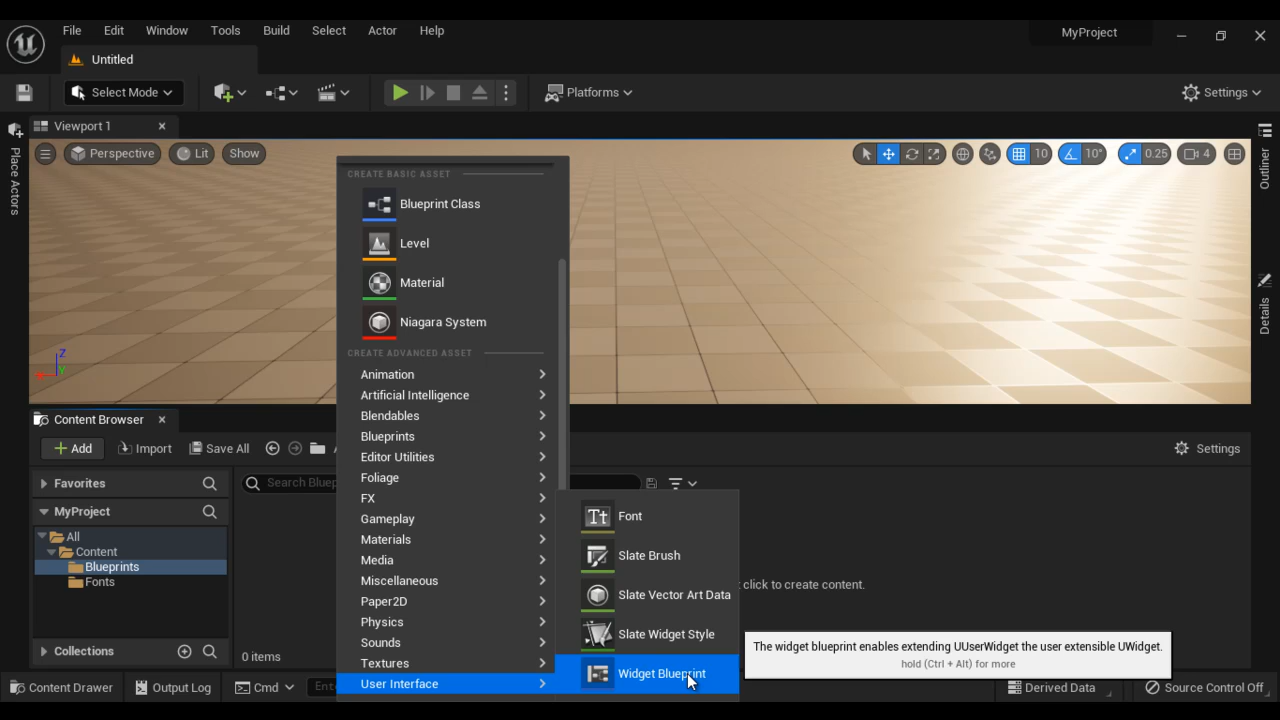 File Edit Window Tools Build Select Actor Help
MyProject
Untitled
Select Mode
Platforms
Settings
Viewport 1
Place Actors
Perspective
Lit
Show
10
10°
0.25
4
Outliner
Details
Z
Y
CREATE BASIC ASSET
Blueprint Class
Level
Material
Niagara System
CREATE ADVANCED ASSET
Animation
Artificial Intelligence
Blendables
Blueprints
Editor Utilities
Foliage
FX
Gameplay
Materials
Media
Miscellaneous
Paper2D
Physics
Sounds
Textures
User Interface
Tt Font
Slate Brush
Slate Vector Art Data
Slate Widget Style
Widget Blueprint
The widget blueprint enables extending UUserWidget the user extensible UWidget.
hold (Ctrl + Alt) for more
Content Browser
Add
Import
Save All
Settings
Favorites
Search Bluep
MyProject
All
Content
Blueprints
Fonts
click to create content.
Collections
0 items
Content Drawer
Output Log
Cmd
Ente
Derived Data
Source Control Off